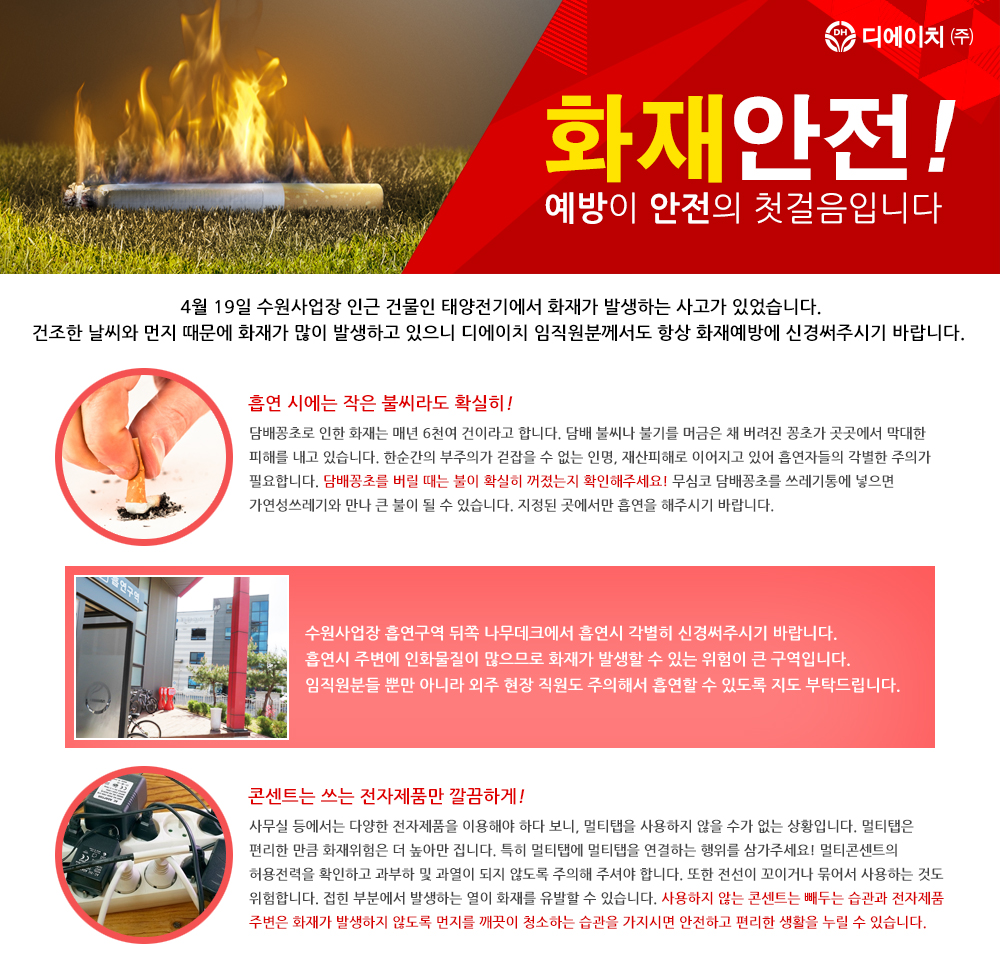 DH 디에이치 (주)
화재안전!
예방이 안전의 첫걸음입니다
4월 19일 수원사업장 인근 건물인 태양전기에서 화재가 발생하는 사고가 있었습니다.
건조한 날씨와 먼지 때문에 화재가 많이 발생하고 있으니 디에이치 임직원분께서도 항상 화재예방에 신경써주시기 바랍니다.
흡연 시에는 작은 불씨라도 확실히!
담배꽁초로 인한 화재는 매년 6천여 건이라고 합니다. 담배 불씨나 불기를 머금은 채 버려진 꽁초가 곳곳에서 막대한
피해를 내고 있습니다. 한순간의 부주의가 걷잡을 수 없는 인명, 재산피해로 이어지고 있어 흡연자들의 각별한 주의가
필요합니다. 담배꽁초를 버릴 때는 불이 확실히 꺼졌는지 확인해주세요! 무심코 담배꽁초를 쓰레기통에 넣으면
가연성쓰레기와 만나 큰 불이 될 수 있습니다. 지정된 곳에서만 흡연을 해주시기 바랍니다.
흡연구역
수원사업장 흡연구역 뒤쪽 나무데크에서 흡연시 각별히 신경써주시기 바랍니다.
흡연시 주변에 인화물질이 많으므로 화재가 발생할 수 있는 위험이 큰 구역입니다.
임직원분들 뿐만 아니라 외주 현장 직원도 주의해서 흡연할 수 있도록 지도 부탁드립니다.
콘센트는 쓰는 전자제품만 깔끔하게!
사무실 등에서는 다양한 전자제품을 이용해야 하다 보니, 멀티탭을 사용하지 않을 수가 없는 상황입니다. 멀티탭은
편리한 만큼 화재위험은 더 높아만 집니다. 특히 멀티탭에 멀티탭을 연결하는 행위를 삼가주세요! 멀티콘센트의
허용전력을 확인하고 과부하 및 과열이 되지 않도록 주의해 주셔야 합니다. 또한 전선이 꼬이거나 묶어서 사용하는 것도
위험합니다. 접힌 부분에서 발생하는 열이 화재를 유발할 수 있습니다. 사용하지 않는 콘센트는 빼두는 습관과 전자제품
주변은 화재가 발생하지 않도록 먼지를 깨끗이 청소하는 습관을 가지시면 안전하고 편리한 생활을 누릴 수 있습니다.